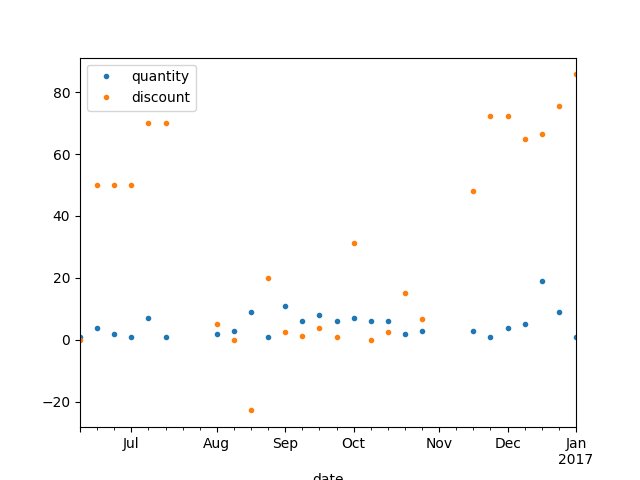 quantity
discount
80
60
40
20
0
−20
Jul
Aug
Sep
Oct
Nov
Dec
Jan
2017
date